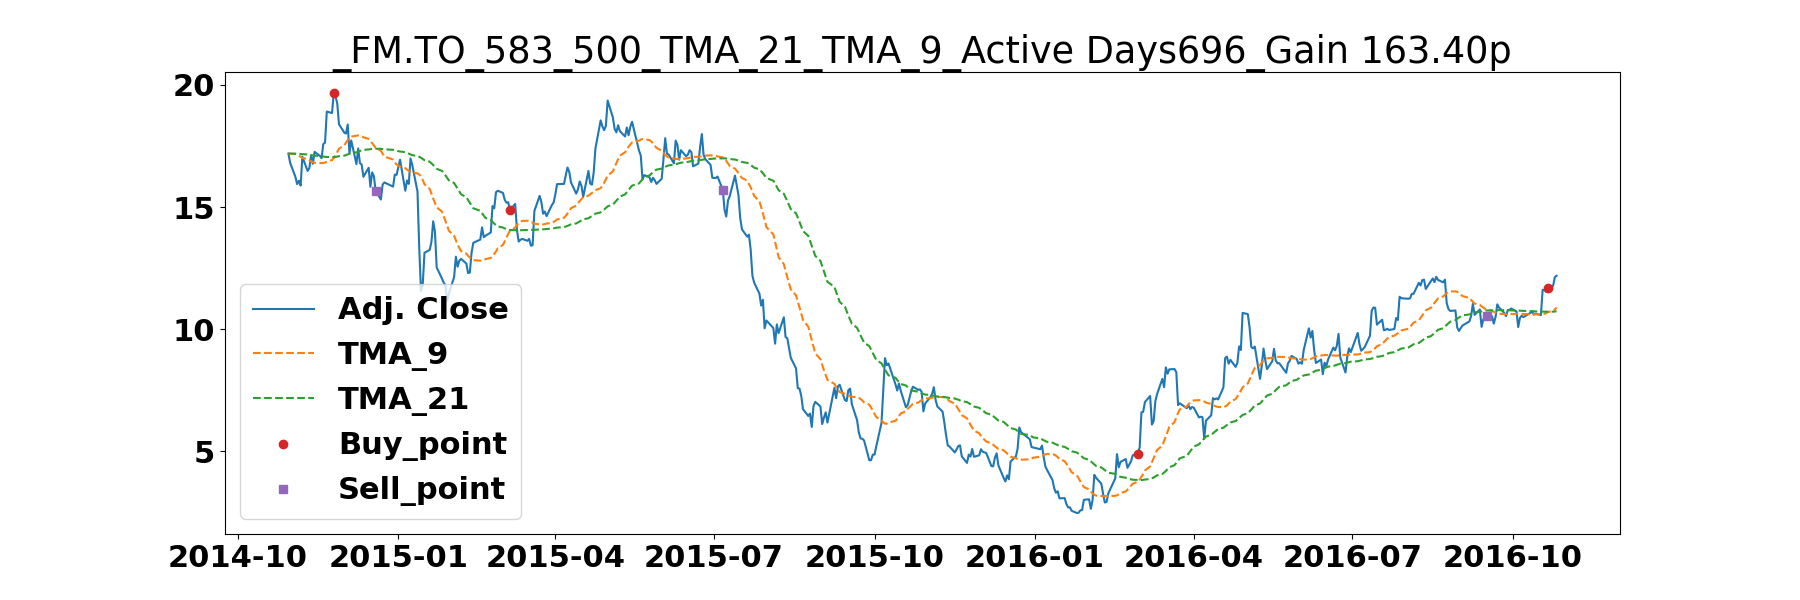 _FM.TO_583_500_TMA_21_TMA_9_Active Days696_Gain 163.40p
20
15
10
5
Adj. Close
TMA_9
TMA_21
Buy_point
Sell_point
2014-10 2015-01 2015-04 2015-07 2015-10 2016-01 2016-04 2016-07 2016-10